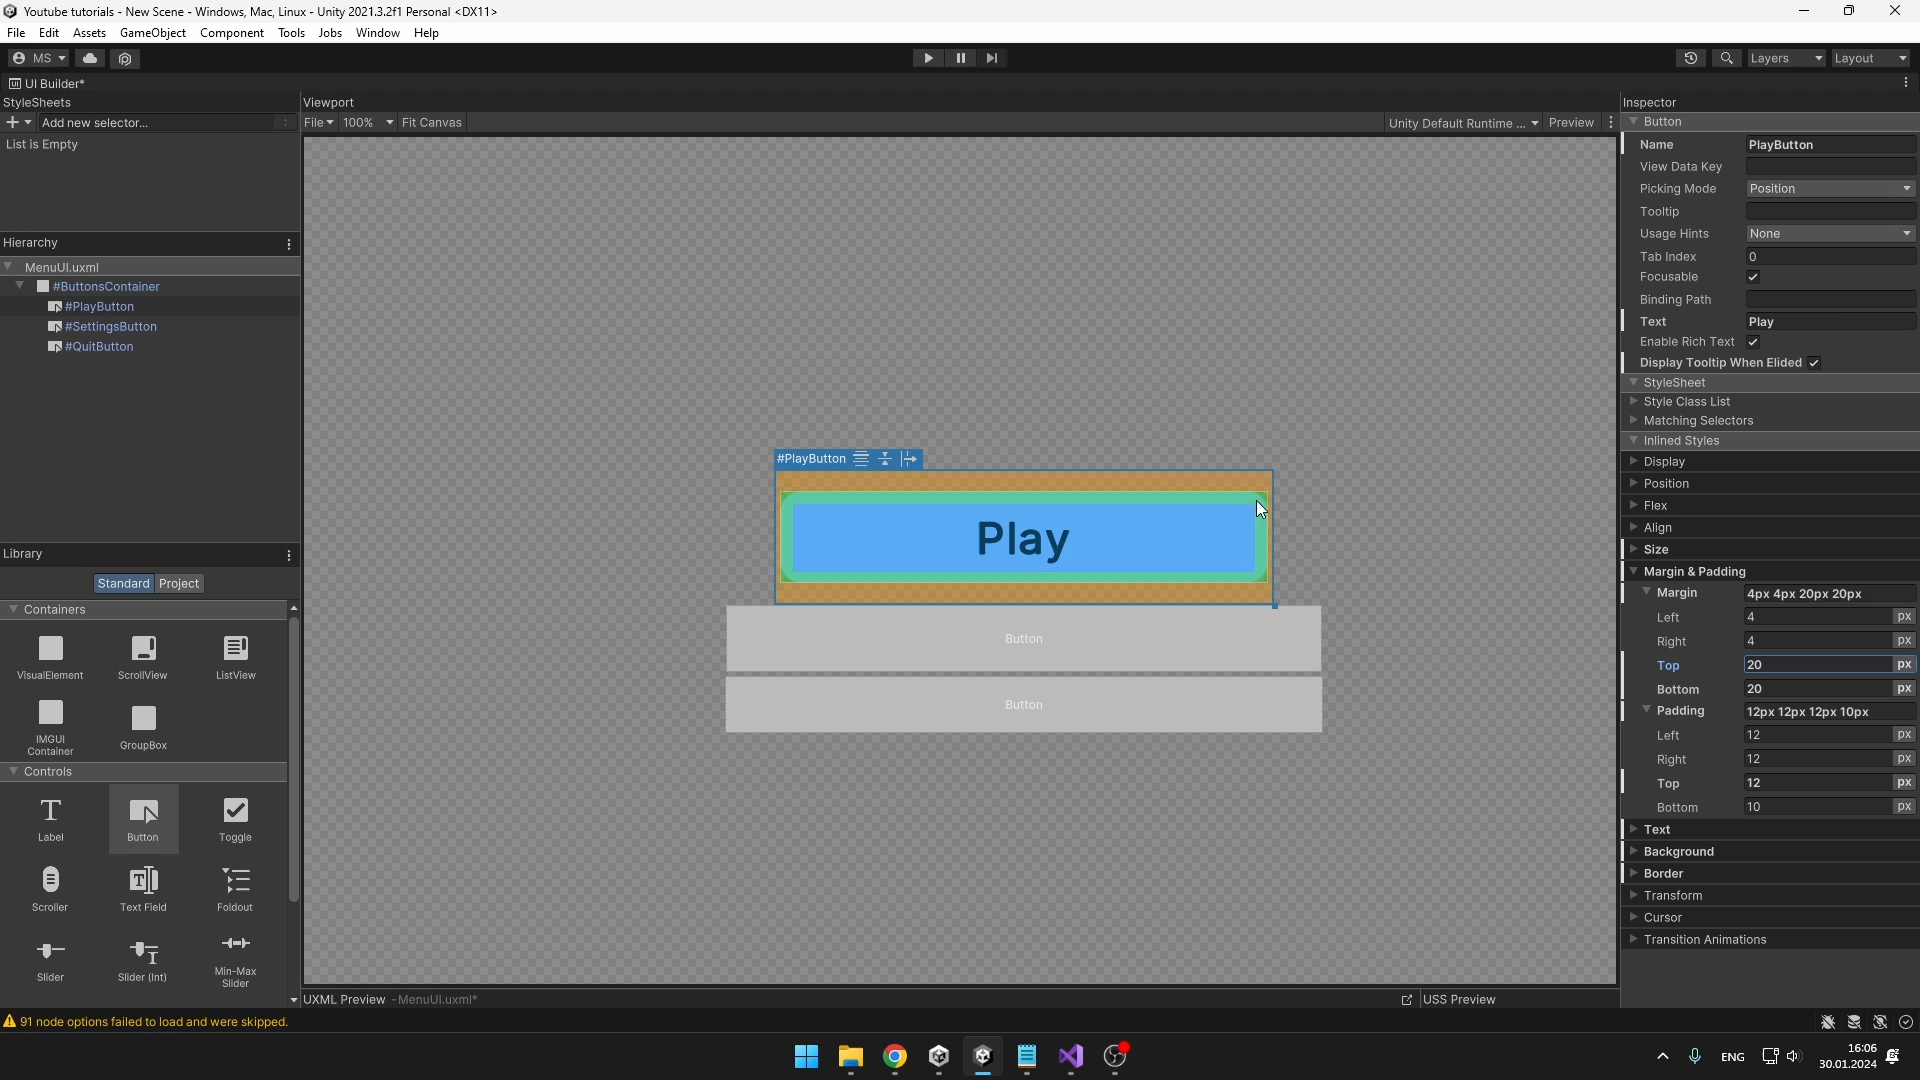 Youtube tutorials - New Scene - Windows, Mac, Linux - Unity 2021.3.2f1 Personal <DX11>
File Edit Assets GameObject Component Tools Jobs Window Help
MS Layers Layout
UI Builder*
StyleSheets
Add new selector...
List is Empty
Hierarchy
MenuUI.uxml
#ButtonsContainer
#PlayButton
#SettingsButton
#QuitButton
Library
Standard Project
Containers
VisualElement ScrollView ListView
IMGUI Container GroupBox
Controls
Label Button Toggle
Scroller Text Field Foldout
Slider Slider (Int) Min-Max Slider
Viewport
File 100% Fit Canvas Unity Default Runtime ... Preview
#PlayButton
Play
Button
Button
UXML Preview - MenuUI.uxml* USS Preview
Inspector
Button
Name PlayButton
View Data Key
Picking Mode Position
Tooltip
Usage Hints None
Tab Index 0
Focusable
Binding Path
Text Play
Enable Rich Text
Display Tooltip When Elided
StyleSheet
Style Class List
Matching Selectors
Inlined Styles
Display
Position
Flex
Align
Size
Margin & Padding
Margin 4px 4px 20px 20px
Left 4 px
Right 4 px
Top 20 px
Bottom 20 px
Padding 12px 12px 12px 10px
Left 12 px
Right 12 px
Top 12 px
Bottom 10 px
Text
Background
Border
Transform
Cursor
Transition Animations
91 node options failed to load and were skipped.
ENG 16:06
30.01.2024